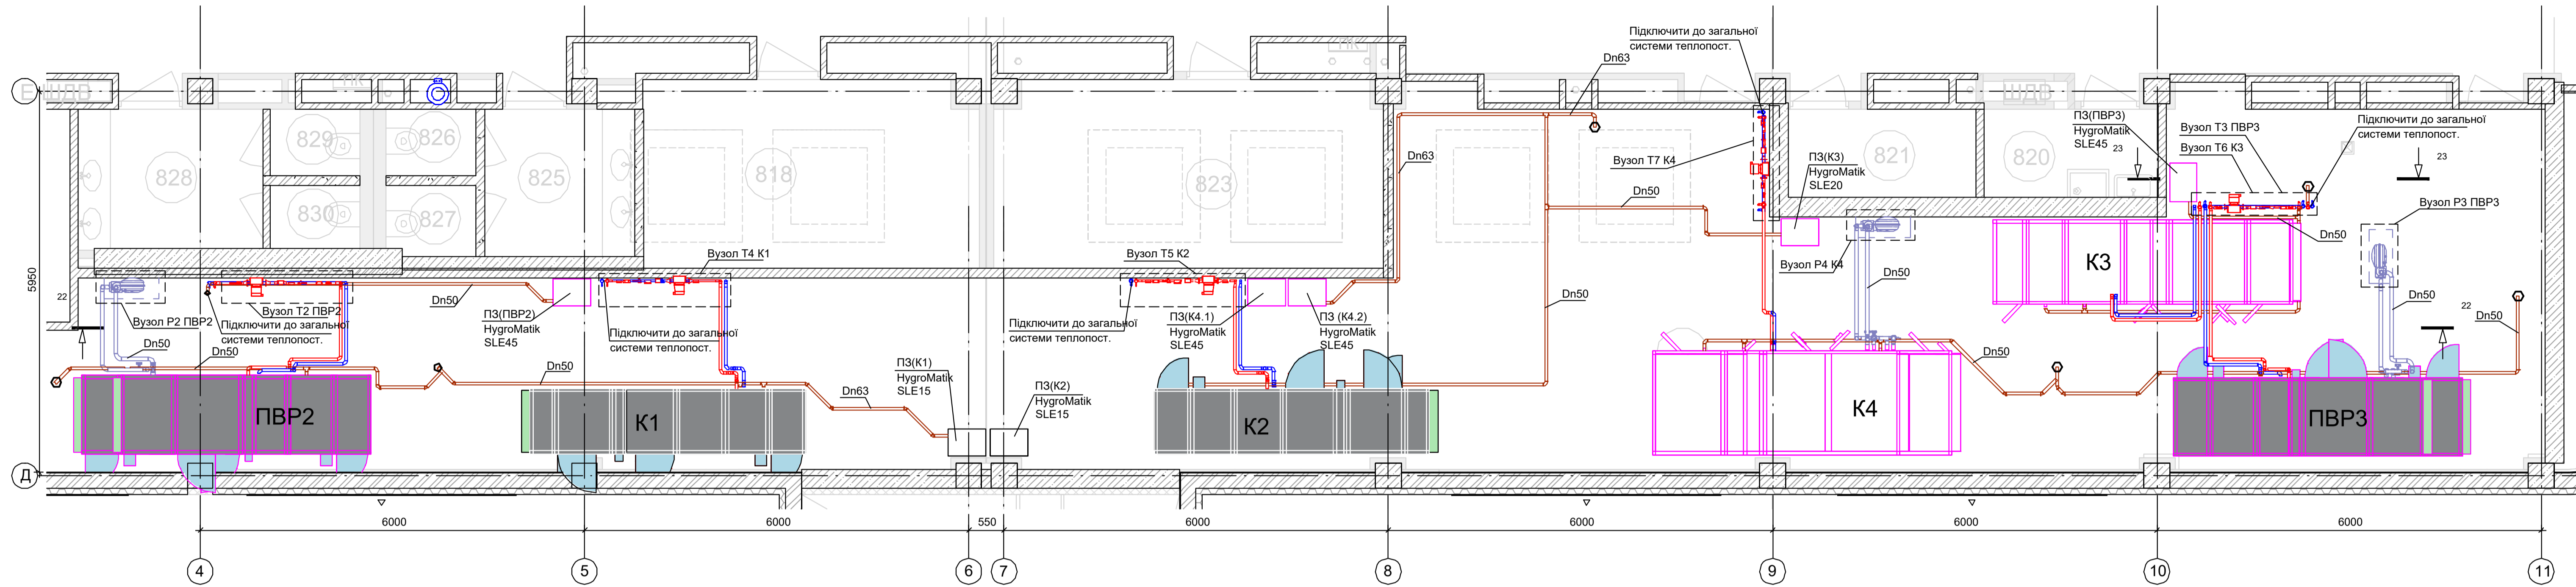 Підключити до загальної
системи теплопост.
Dn63
Е
ШДВ
ПК
ПК
ШДВ
829
826
828
825
830
827
818
823
821
820
Dn63
Вузол Т7 К4
Dn50
ПЗ(К3)
HygroMatik
SLE20
ПЗ(ПВР3)
HygroMatik
SLE45
23
Вузол Т3 ПВР3
Вузол Т6 К3
Підключити до загальної
системи теплопост.
23
Вузол Р3 ПВР3
Dn50
5950
22
Вузол Р2 ПВР2
Вузол Т2 ПВР2
Підключити до загальної
системи теплопост.
Dn50
Dn50
Dn50
ПЗ(ПВР2)
HygroMatik
SLE45
Вузол Т4 К1
Підключити до загальної
системи теплопост.
Dn50
Dn63
ПЗ(К1)
HygroMatik
SLE15
ПЗ(К2)
HygroMatik
SLE15
Вузол Т5 К2
Підключити до загальної
системи теплопост.
ПЗ(К4.1)
HygroMatik
SLE45
ПЗ (К4.2)
HygroMatik
SLE45
Dn50
Вузол Р4 К4
Dn50
К3
Dn50
Dn50
22
Dn50
ПВР2
К1
К2
К4
ПВР3
Д
6000
6000
550
6000
6000
6000
6000
4
5
6
7
8
9
10
11